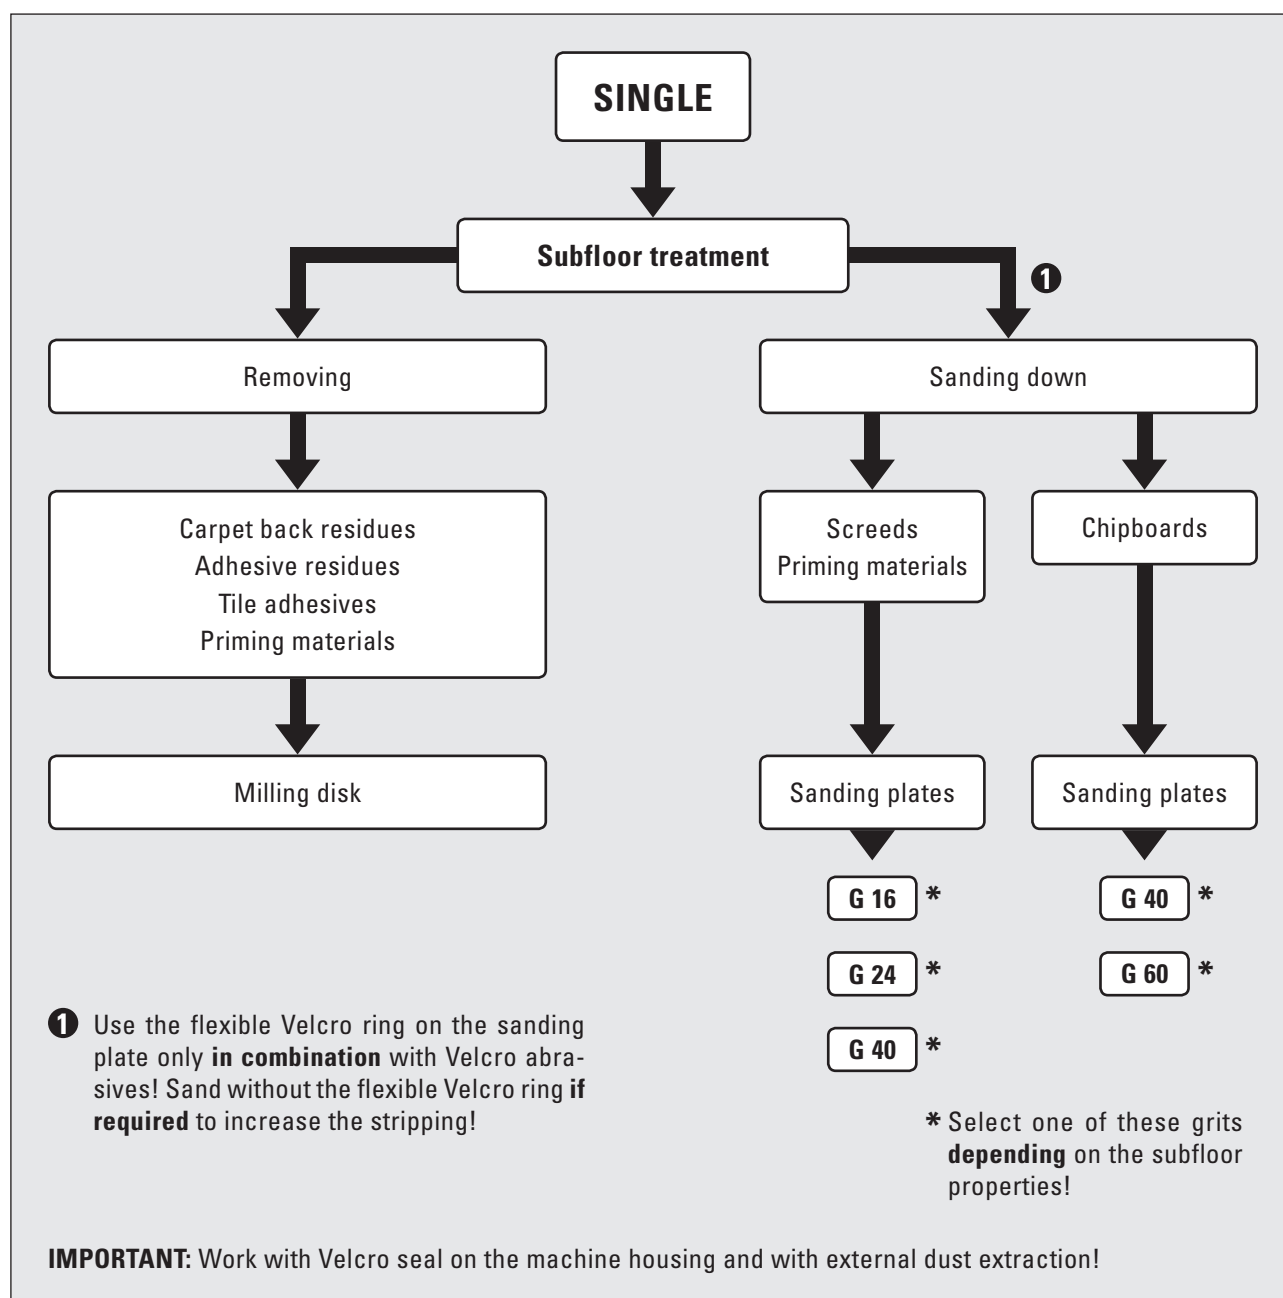 SINGLE
Subfloor treatment
❶
Removing
Sanding down
Carpet back residues
Adhesive residues
Tile adhesives
Priming materials
Screeds
Priming materials
Chipboards
Milling disk
Sanding plates
Sanding plates
G 16 *
G 40 *
G 24 *
G 60 *
G 40 *
❶ Use the flexible Velcro ring on the sanding
plate only in combination with Velcro abra-
sives! Sand without the flexible Velcro ring if
required to increase the stripping!
* Select one of these grits
depending on the subfloor
properties!
IMPORTANT: Work with Velcro seal on the machine housing and with external dust extraction!